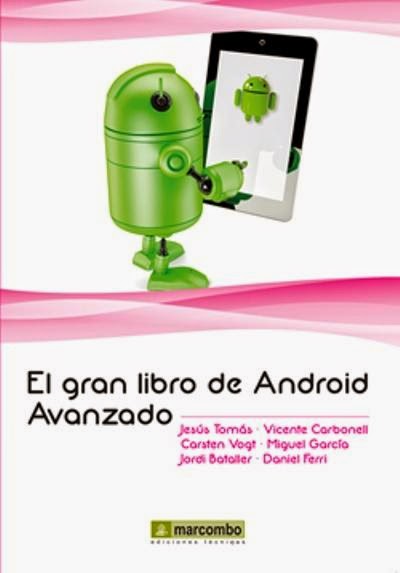 El gran libro de Android
Avanzado
Jesús Tomás · Vicente Carbonell
Carsten Vogt · Miguel García
Jordi Bataller · Daniel Ferri
marcombo
ediciones técnicas